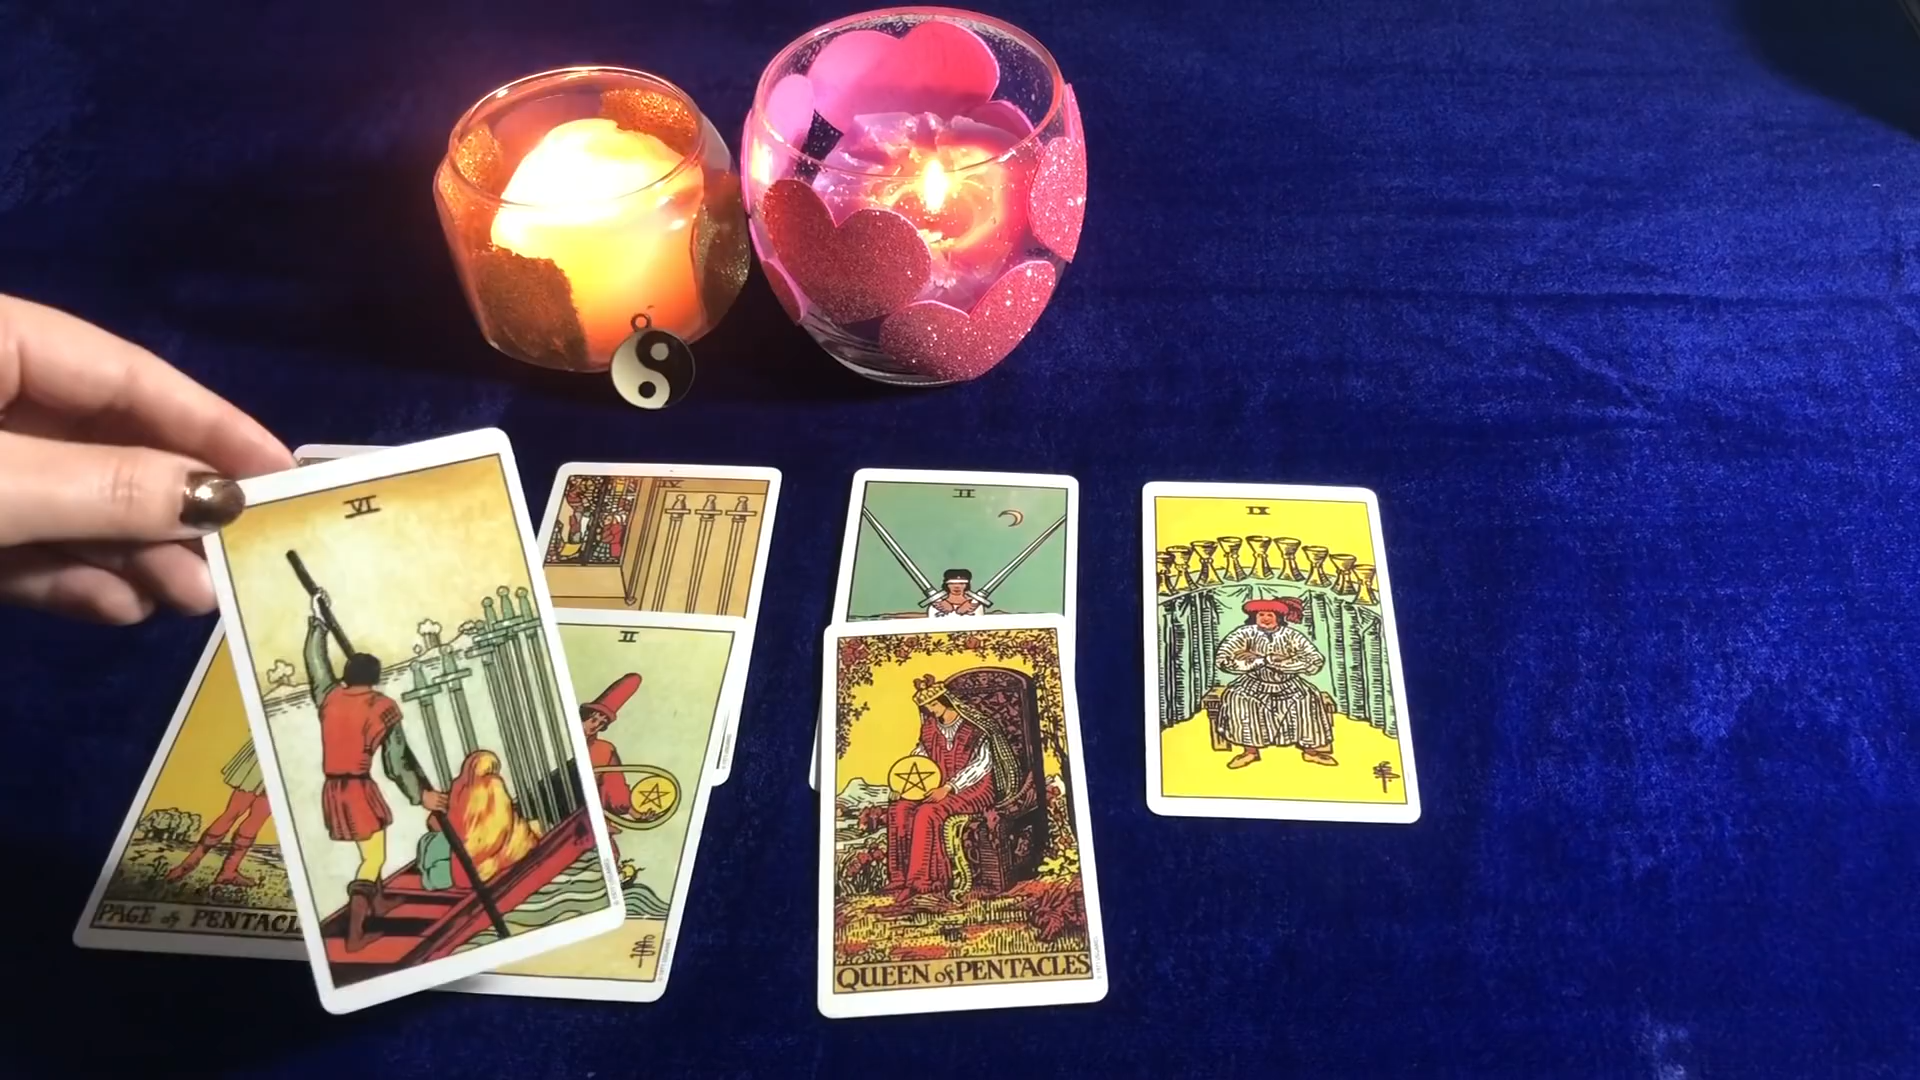 VI
IV
II
IX
II
PAGE of PENTACL
QUEEN of PENTACLES